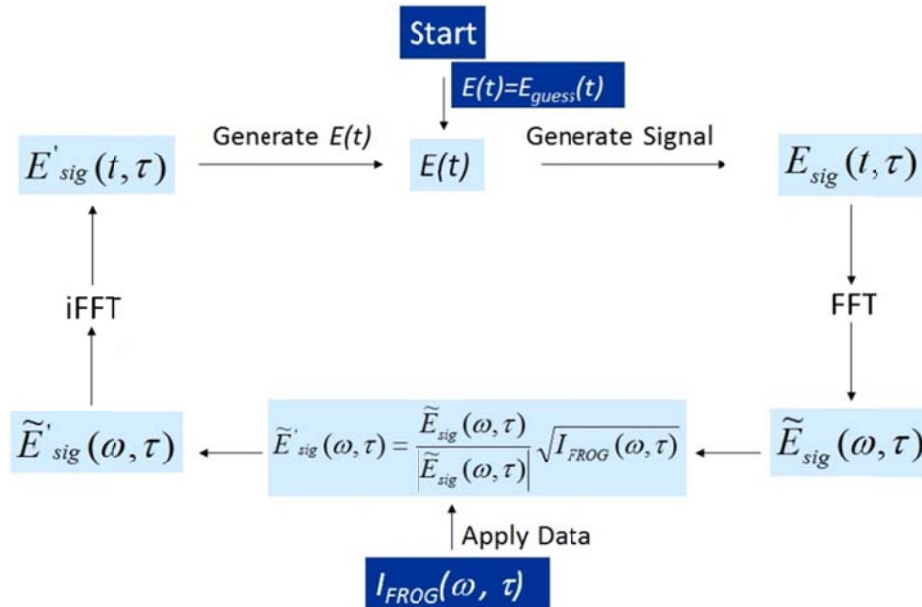 Start
E(t)=E_guess(t)
Generate E(t)
Generate Signal
E'_sig(t,τ)
E(t)
E_sig(t,τ)
iFFT
FFT
Ẽ'_sig(ω,τ)
Ẽ'_sig(ω,τ) = Ẽ_sig(ω,τ) / |Ẽ_sig(ω,τ)| √I_FROG(ω,τ)
Ẽ_sig(ω,τ)
Apply Data
I_FROG(ω, τ)